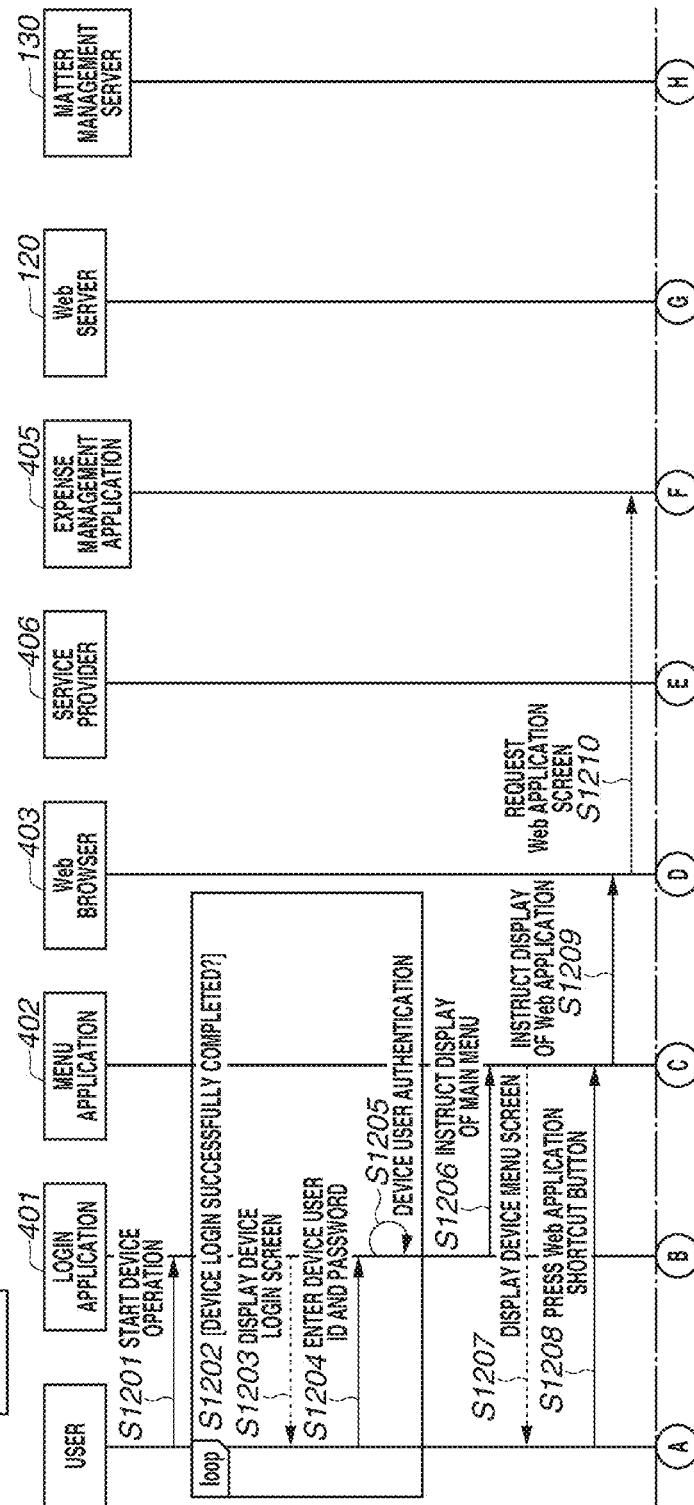 USER
401
LOGIN
APPLICATION
402
MENU
APPLICATION
403
Web
BROWSER
406
SERVICE
PROVIDER
405
EXPENSE
MANAGEMENT
APPLICATION
120
Web
SERVER
130
MATTER
MANAGEMENT
SERVER
S1201 START DEVICE
OPERATION
loop
S1202 [DEVICE LOGIN SUCCESSFULLY COMPLETED?]
S1203 DISPLAY DEVICE
LOGIN SCREEN
S1204 ENTER DEVICE USER
ID AND PASSWORD
S1205
DEVICE USER AUTHENTICATION
S1206 INSTRUCT DISPLAY
OF MAIN MENU
S1207
DISPLAY DEVICE MENU SCREEN
S1208 PRESS Web APPLICATION
SHORTCUT BUTTON
INSTRUCT DISPLAY
OF Web APPLICATION
S1209
REQUEST
Web APPLICATION
SCREEN
S1210
A
B
C
D
E
F
G
H